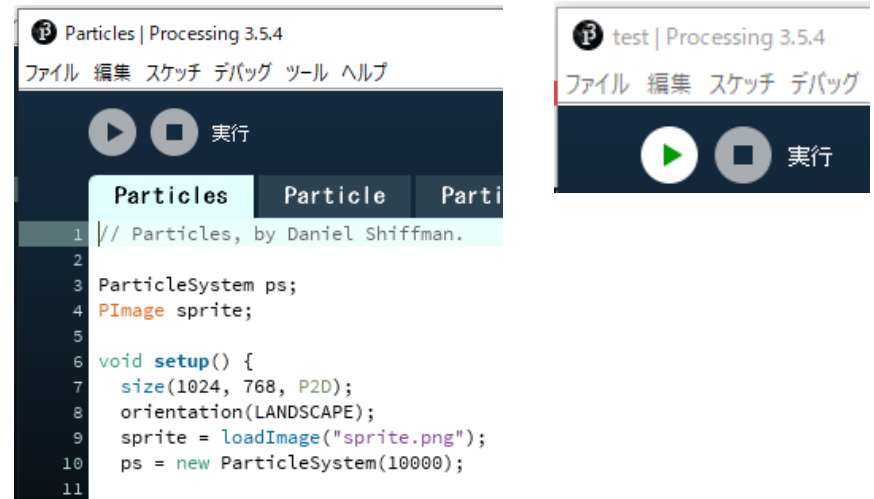 Particles | Processing 3.5.4
ファイル 編集 スケッチ デバッグ ツール ヘルプ
実行
Particles Particle Parti
1 // Particles, by Daniel Shiffman.
2
3 ParticleSystem ps;
4 PImage sprite;
5
6 void setup() {
7 size(1024, 768, P2D);
8 orientation(LANDSCAPE);
9 sprite = loadImage("sprite.png");
10 ps = new ParticleSystem(10000);
11
test | Processing 3.5.4
ファイル 編集 スケッチ デバッグ
実行